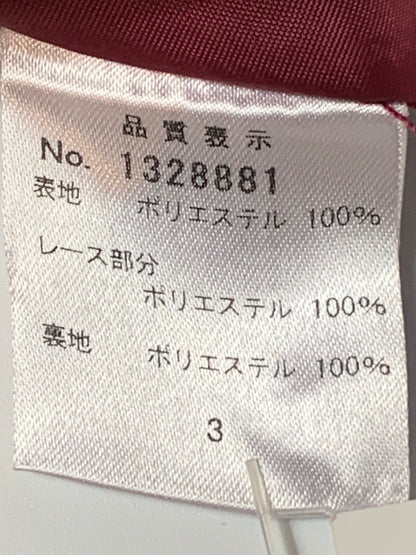 品質表示
No. 1328881
表地 ポリエステル 100%
レース部分
ポリエステル 100%
裏地 ポリエステル 100%
3